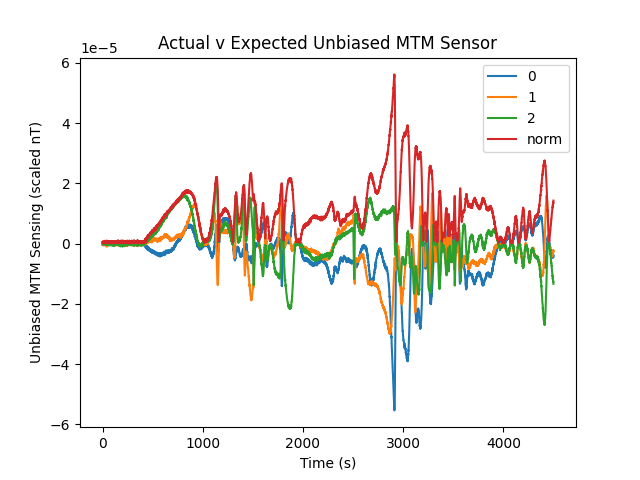 Actual v Expected Unbiased MTM Sensor
1e−5
6
4
2
0
−2
−4
−6
Unbiased MTM Sensing (scaled nT)
0
1
2
norm
0 1000 2000 3000 4000
Time (s)